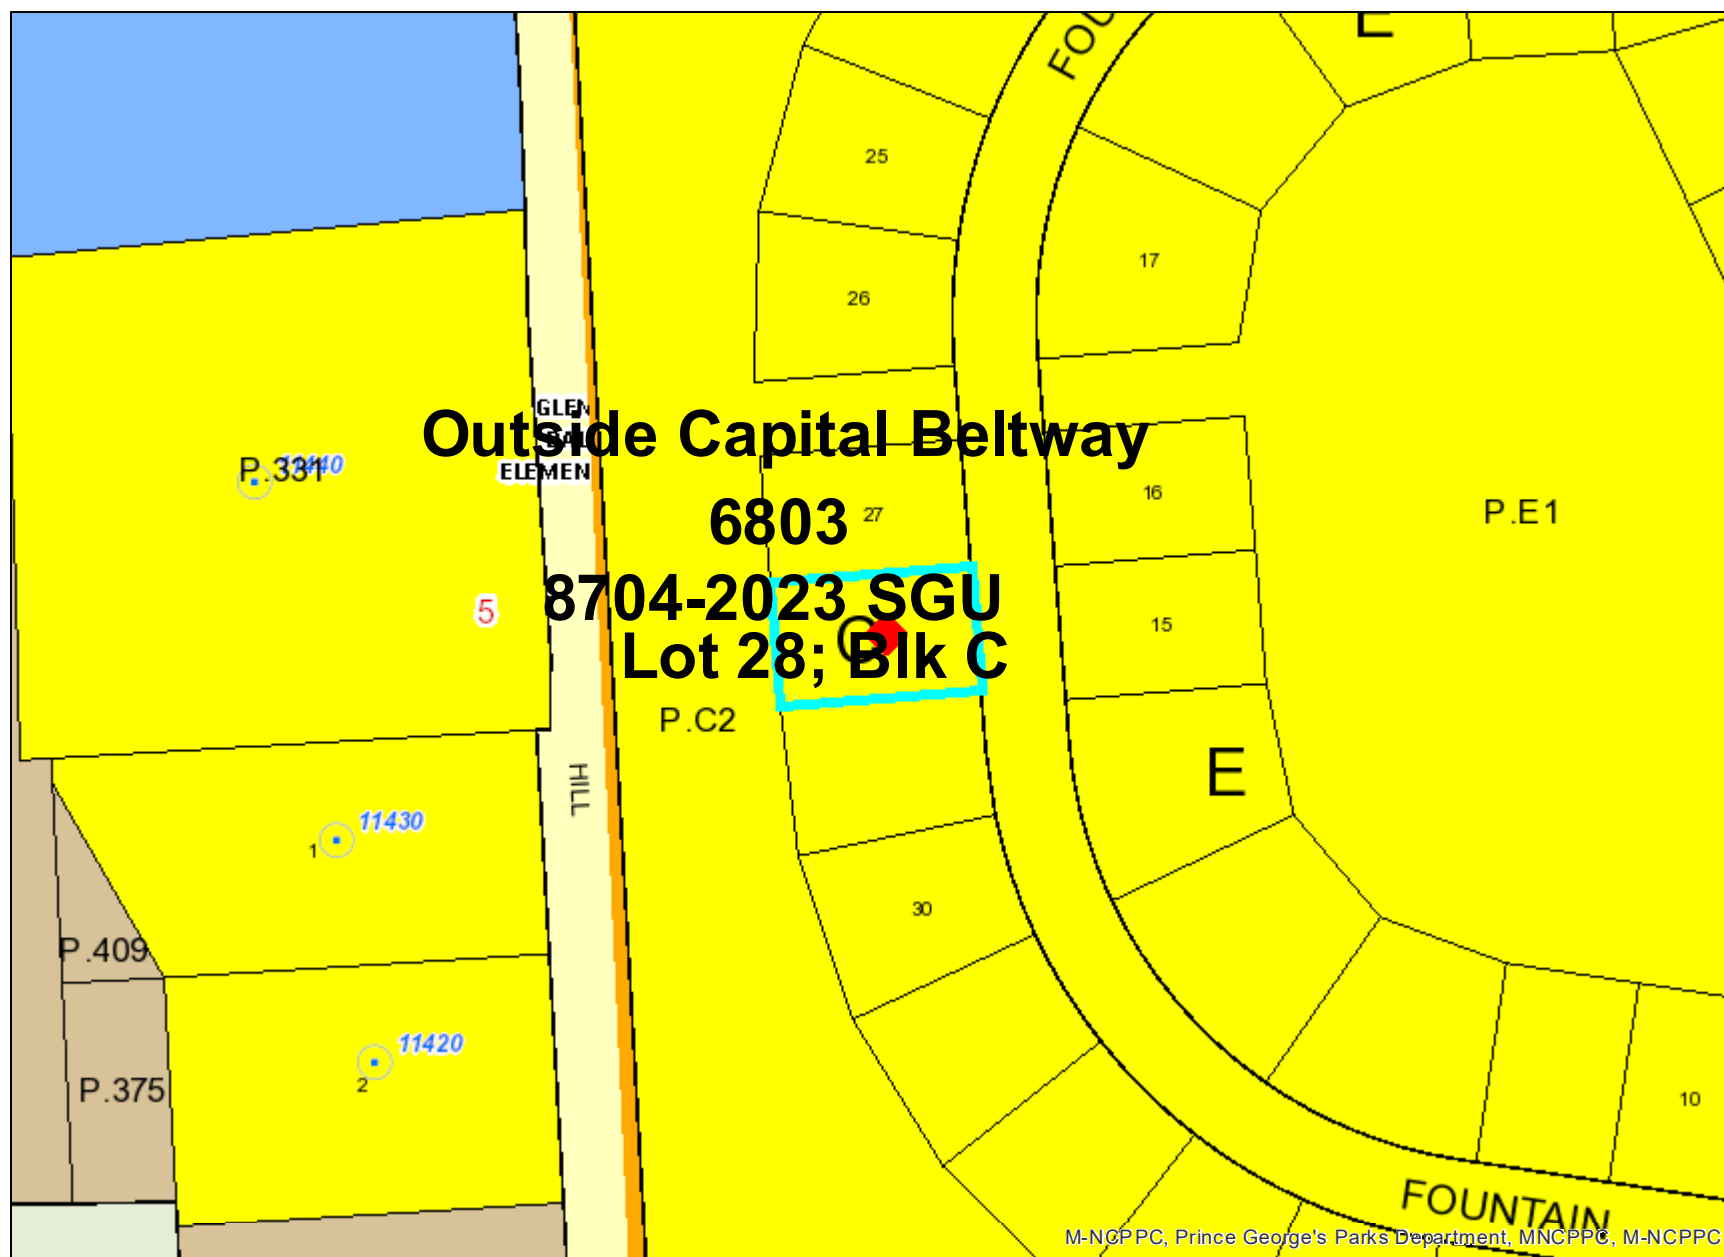 E
FOU
25
17
26
GLEN
Outside Capital Beltway
P.331
11440
ELEMEN
16
P.E1
6803
27
5
8704-2023 SGU
15
C
Lot 28; Blk C
P.C2
E
HILL
11430
1
30
P.409
11420
2
P.375
10
FOUNTAIN
M-NCPPC, Prince George's Parks Department, MNCPPC, M-NCPPC